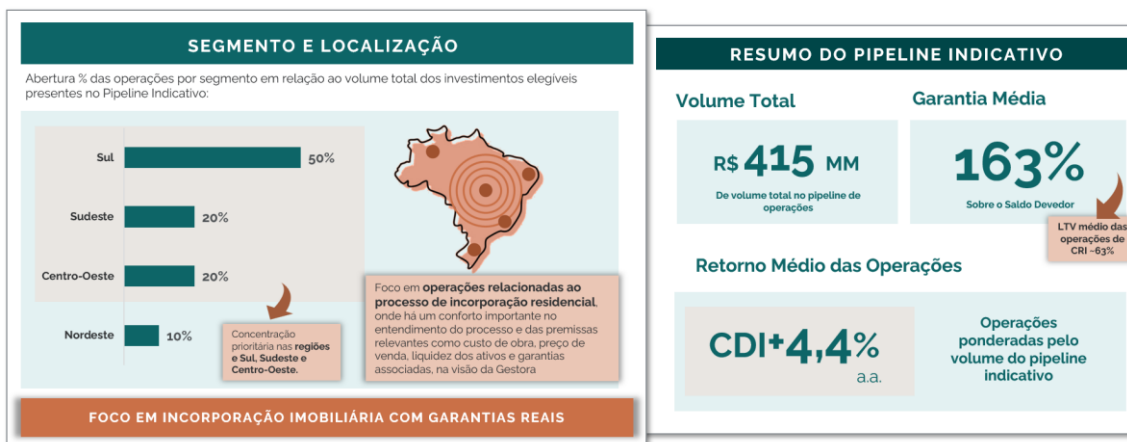 SEGMENTO E LOCALIZAÇÃO
Abertura % das operações por segmento em relação ao volume total dos investimentos elegíveis
presentes no Pipeline Indicativo:
Sul
50%
Sudeste
20%
Centro-Oeste
20%
Nordeste
10%
Concentração
prioritária nas regiões
e Sul, Sudeste e
Centro-Oeste.
Foco em operações relacionadas ao
processo de incorporação residencial,
onde há um conforto importante no
entendimento do processo e das premissas
relevantes como custo de obra, preço de
venda, liquidez dos ativos e garantias
associadas, na visão da Gestora
FOCO EM INCORPORAÇÃO IMOBILIÁRIA COM GARANTIAS REAIS
RESUMO DO PIPELINE INDICATIVO
Volume Total
R$ 415 MM
De volume total no pipeline de
operações
Garantia Média
163%
Sobre o Saldo Devedor
LTV médio das
operações de
CRI ~63%
Retorno Médio das Operações
CDI+4,4%
a.a.
Operações
ponderadas pelo
volume do pipeline
indicativo